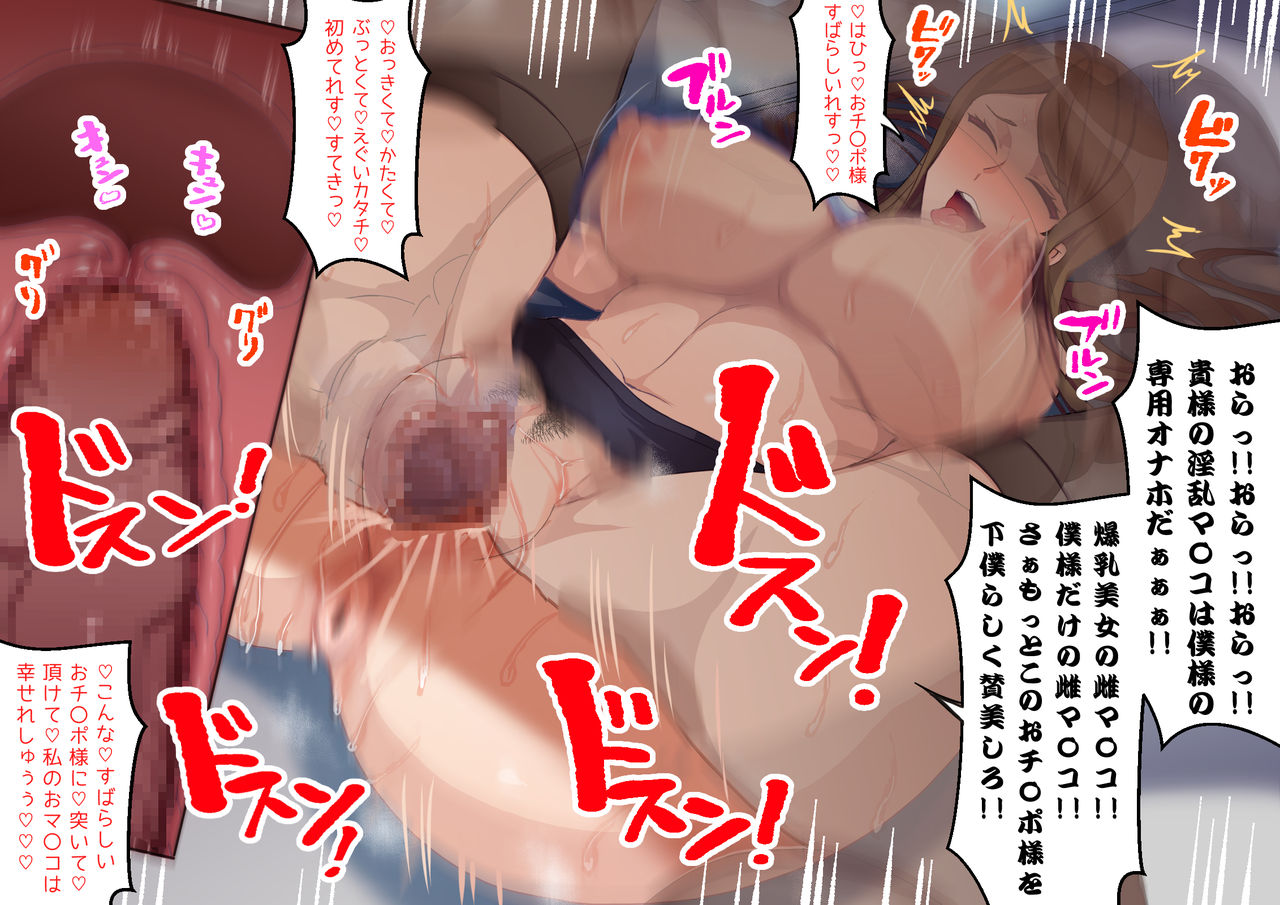 おらっ!!おらっ!!おらっ!!
貴様の淫乱マ〇コは僕様の
専用オナホだぁぁぁ!!
爆乳美女の雌マ〇コ!!
僕様だけの雌マ〇コ!!
さぁもっとこのおチ〇ポ様を
下僕らしく賛美しろ!!
♡はひっ♡おチ〇ポ様
すばらしいれすっ♡♡
♡おっきくて♡かたくて♡
ぶっとくて♡えぐいカタチ♡
初めてれす♡すてきっ♡
♡こんな♡すばらしい
おチ〇ポ様に♡突いて♡
頂けて♡私のおマ〇コは
幸せれしゅぅぅ♡♡♡
ビクッ
ビクッ
ブルン
ブルン
ドスン!
ドスン!
ドスン!
ドスン!
キュン♡
キュン♡
グリ
グリ